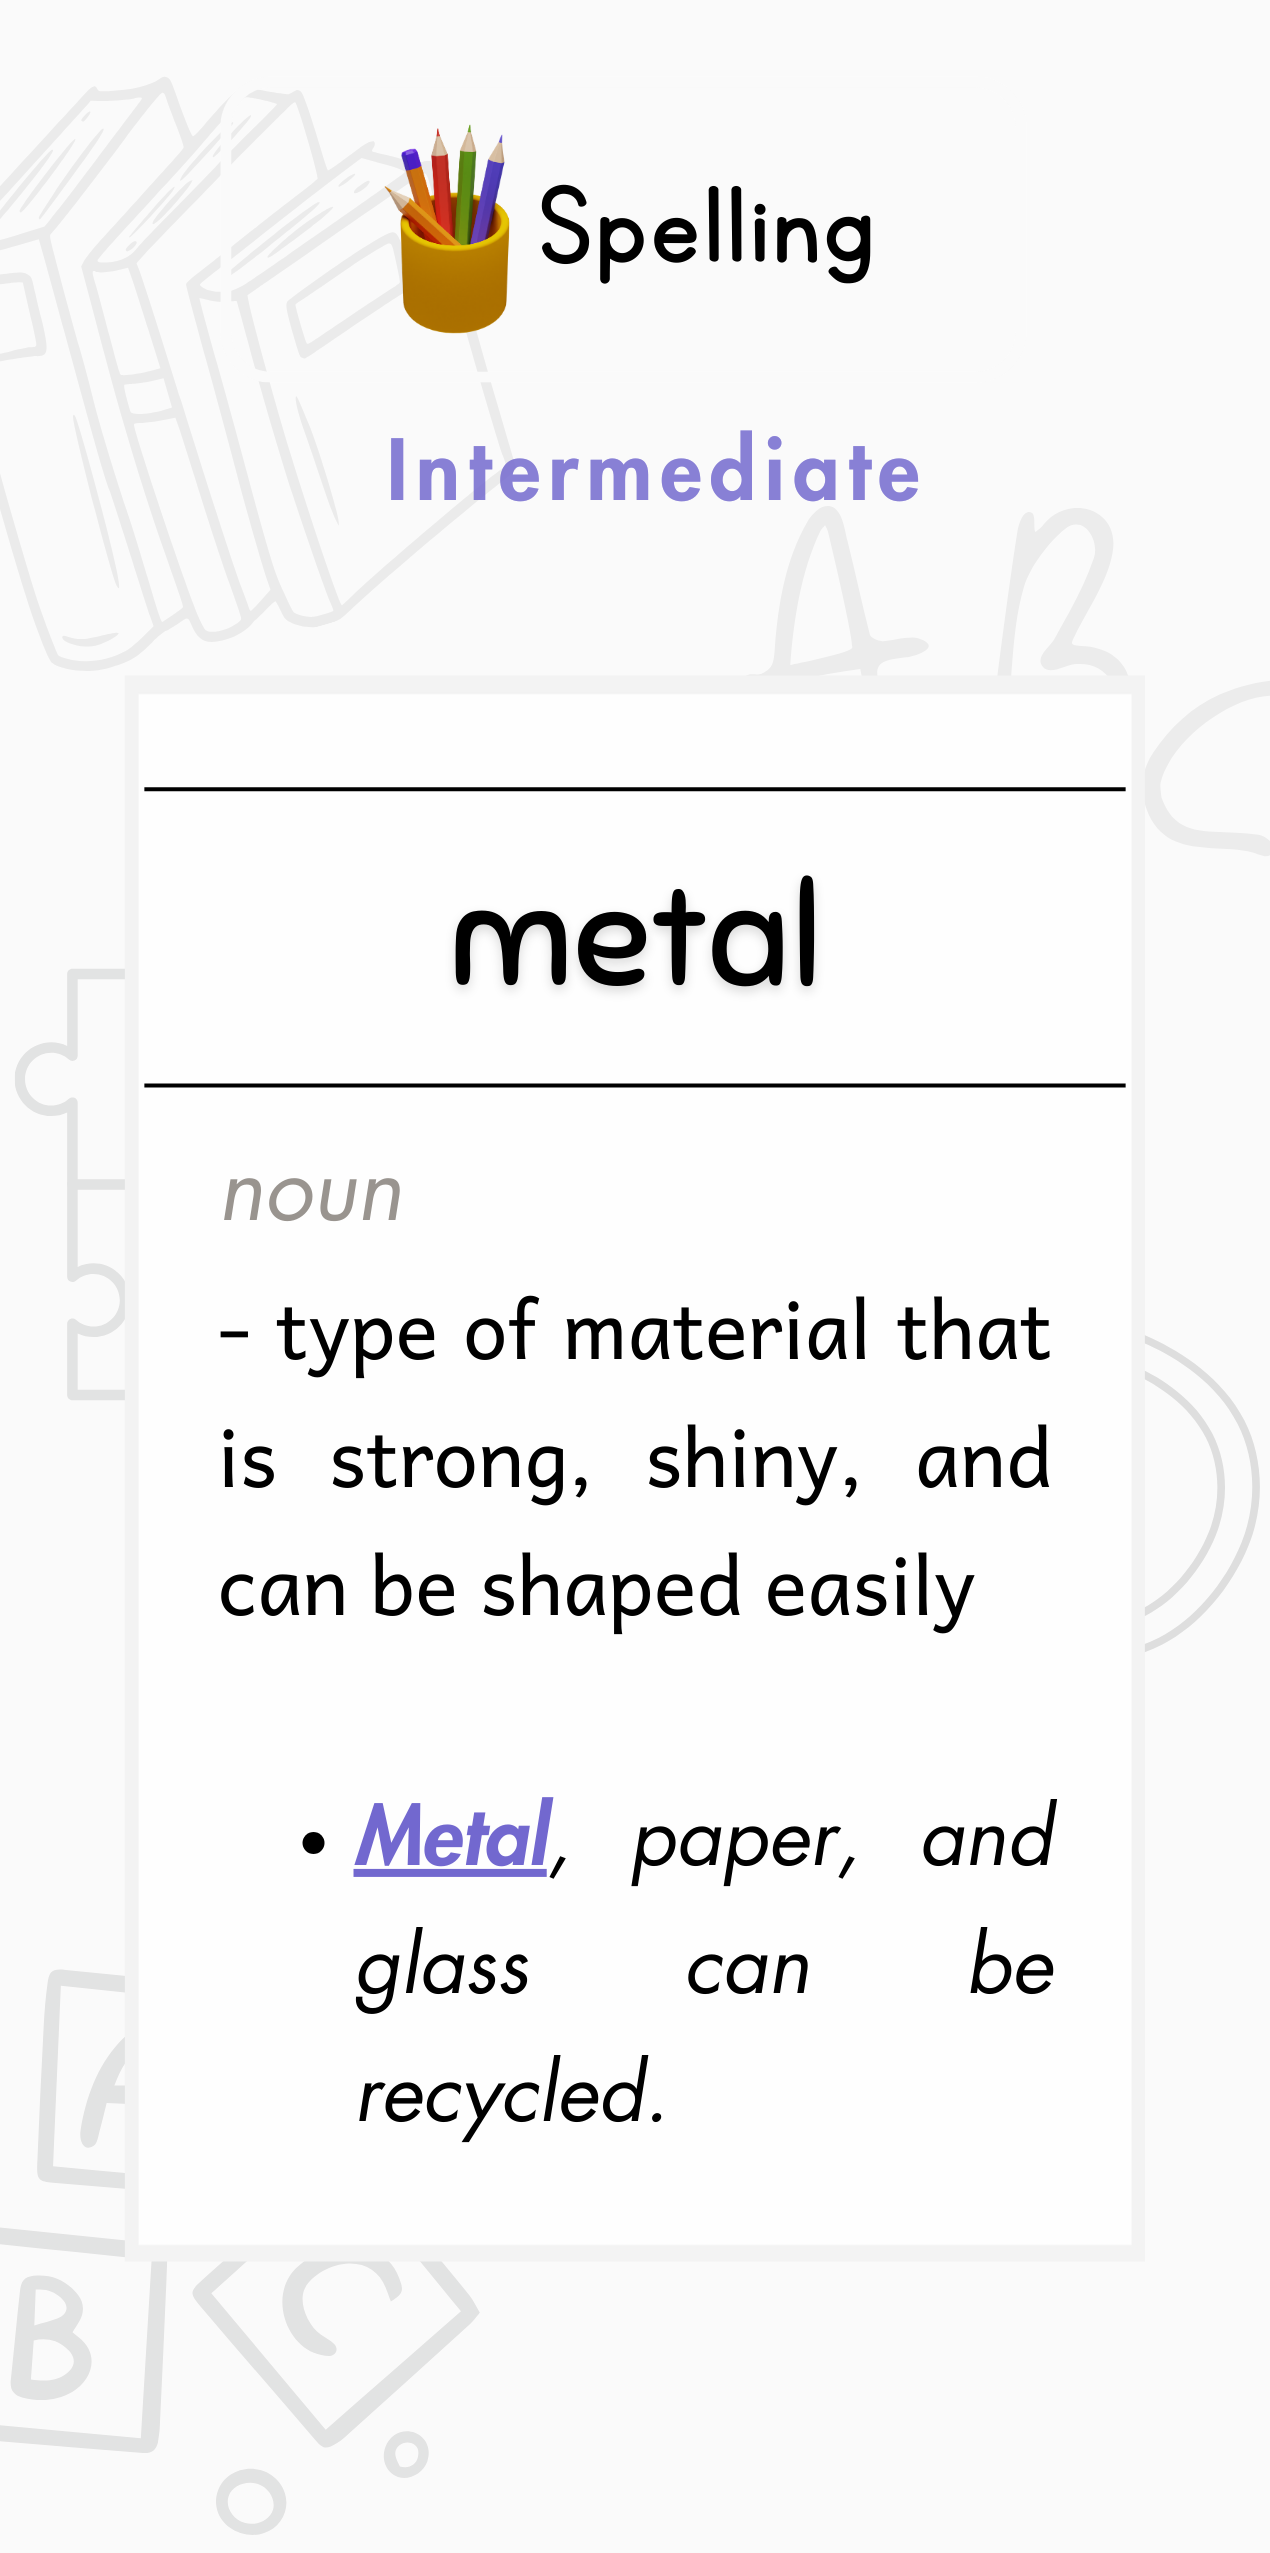 Spelling
Intermediate
A B
metal
noun
- type of material that
is strong, shiny, and
can be shaped easily
• Metal, paper, and
glass can be
recycled.
A
B C